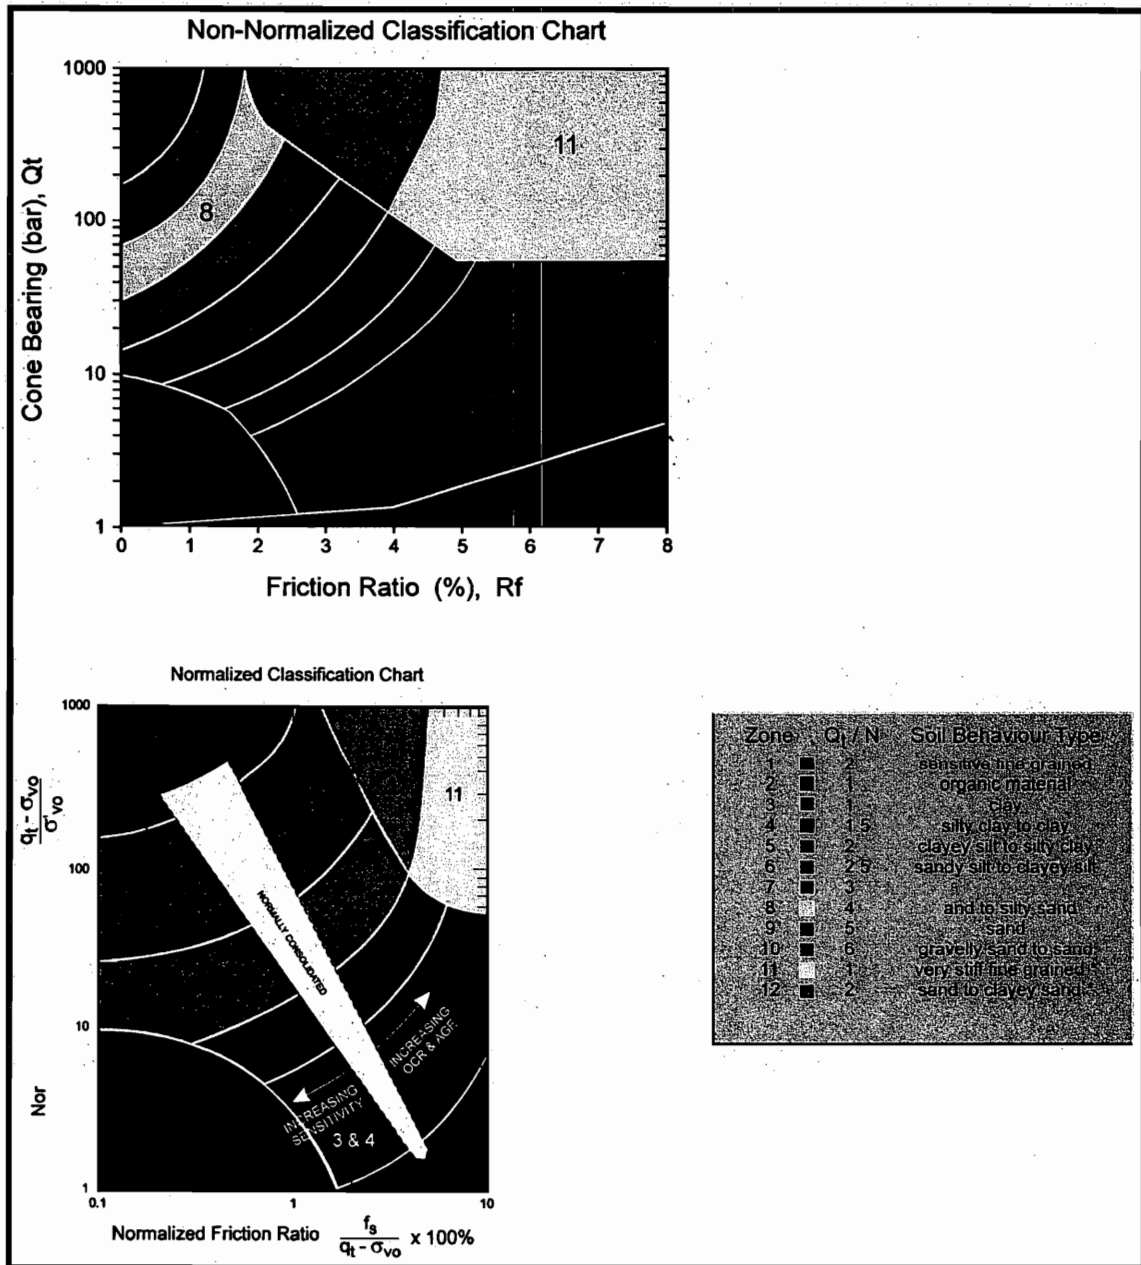 Non-Normalized Classification Chart
1000
100
10
1
Cone Bearing (bar), Qt
11
8
0 1 2 3 4 5 6 7 8
Friction Ratio (%), Rf
Normalized Classification Chart
1000
100
10
1
qt - σvo
σ'vo
Nor
11
NORMALLY CONSOLIDATED
INCREASING
OCR & AGE
INCREASING
SENSITIVITY
3 & 4
0.1 1 10
Normalized Friction Ratio fs x 100%
qt - σvo
Zone Qt / N Soil Behaviour Type
1 2 sensitive fine grained
2 1 organic material
3 1 clay
4 1.5 silty clay to clay
5 2 clayey silt to silty clay
6 2.5 sandy silt to clayey silt
7 3
8 4 and to silty sand
9 5 sand
10 6 gravelly sand to sand
11 1 very stiff fine grained *
12 2 sand to clayey sand *